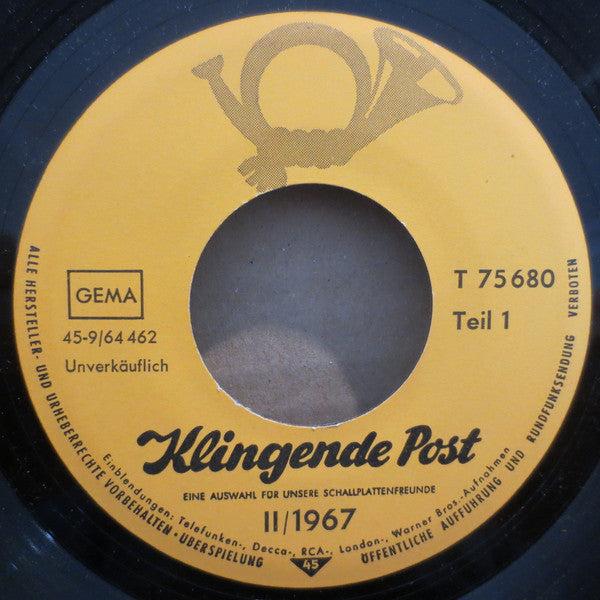 GEMA
45-9/64 462
Unverkäuflich
T 75 680
Teil 1
Klingende Post
EINE AUSWAHL FÜR UNSERE SCHALLPLATTENFREUNDE
II/1967
Einblendungen: Telefunken-, Decca-, RCA-, London-, Warner Bros.-Aufnahmen
ALLE HERSTELLER- UND URHEBERRECHTE VORBEHALTEN · ÜBERSPIELUNG
ÖFFENTLICHE AUFFÜHRUNG UND RUNDFUNKSENDUNG VERBOTEN
45